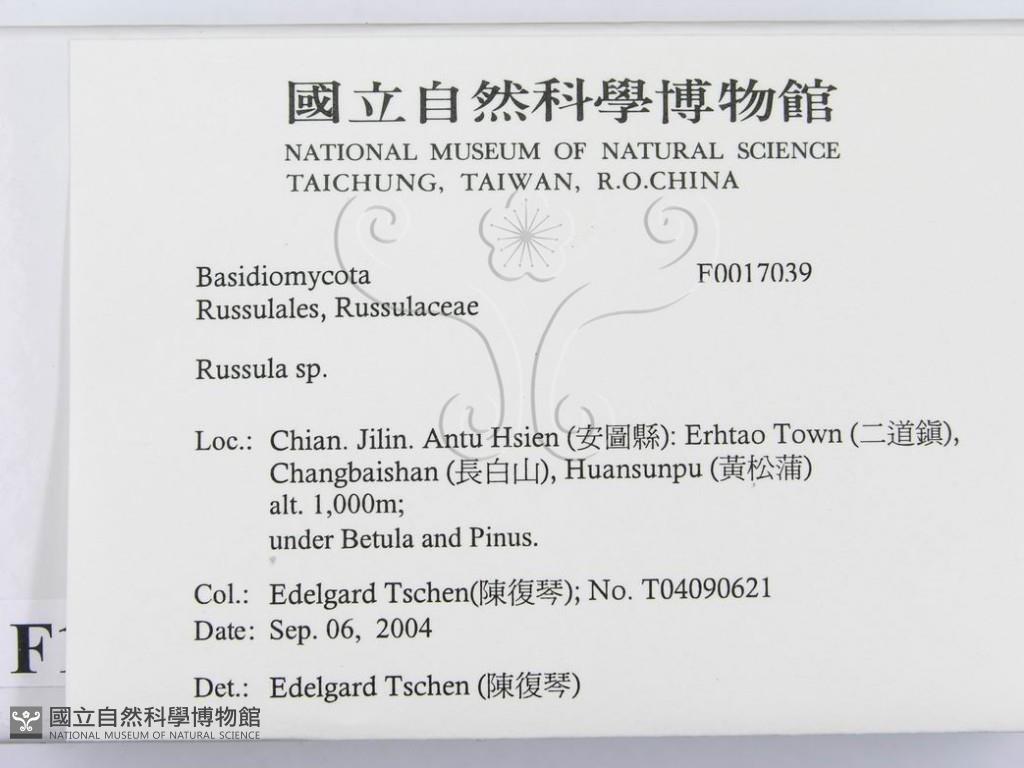 國立自然科學博物館
NATIONAL MUSEUM OF NATURAL SCIENCE
TAICHUNG, TAIWAN, R.O.CHINA
Basidiomycota F0017039
Russulales, Russulaceae
Russula sp.
Loc.: Chian. Jilin. Antu Hsien (安圖縣): Erhtao Town (二道鎮),
Changbaishan (長白山), Huansunpu (黃松蒲)
alt. 1,000m;
under Betula and Pinus.
Col.: Edelgard Tschen(陳復琴); No. T04090621
Date: Sep. 06, 2004
Det.: Edelgard Tschen (陳復琴)
國立自然科學博物館
NATIONAL MUSEUM OF NATURAL SCIENCE